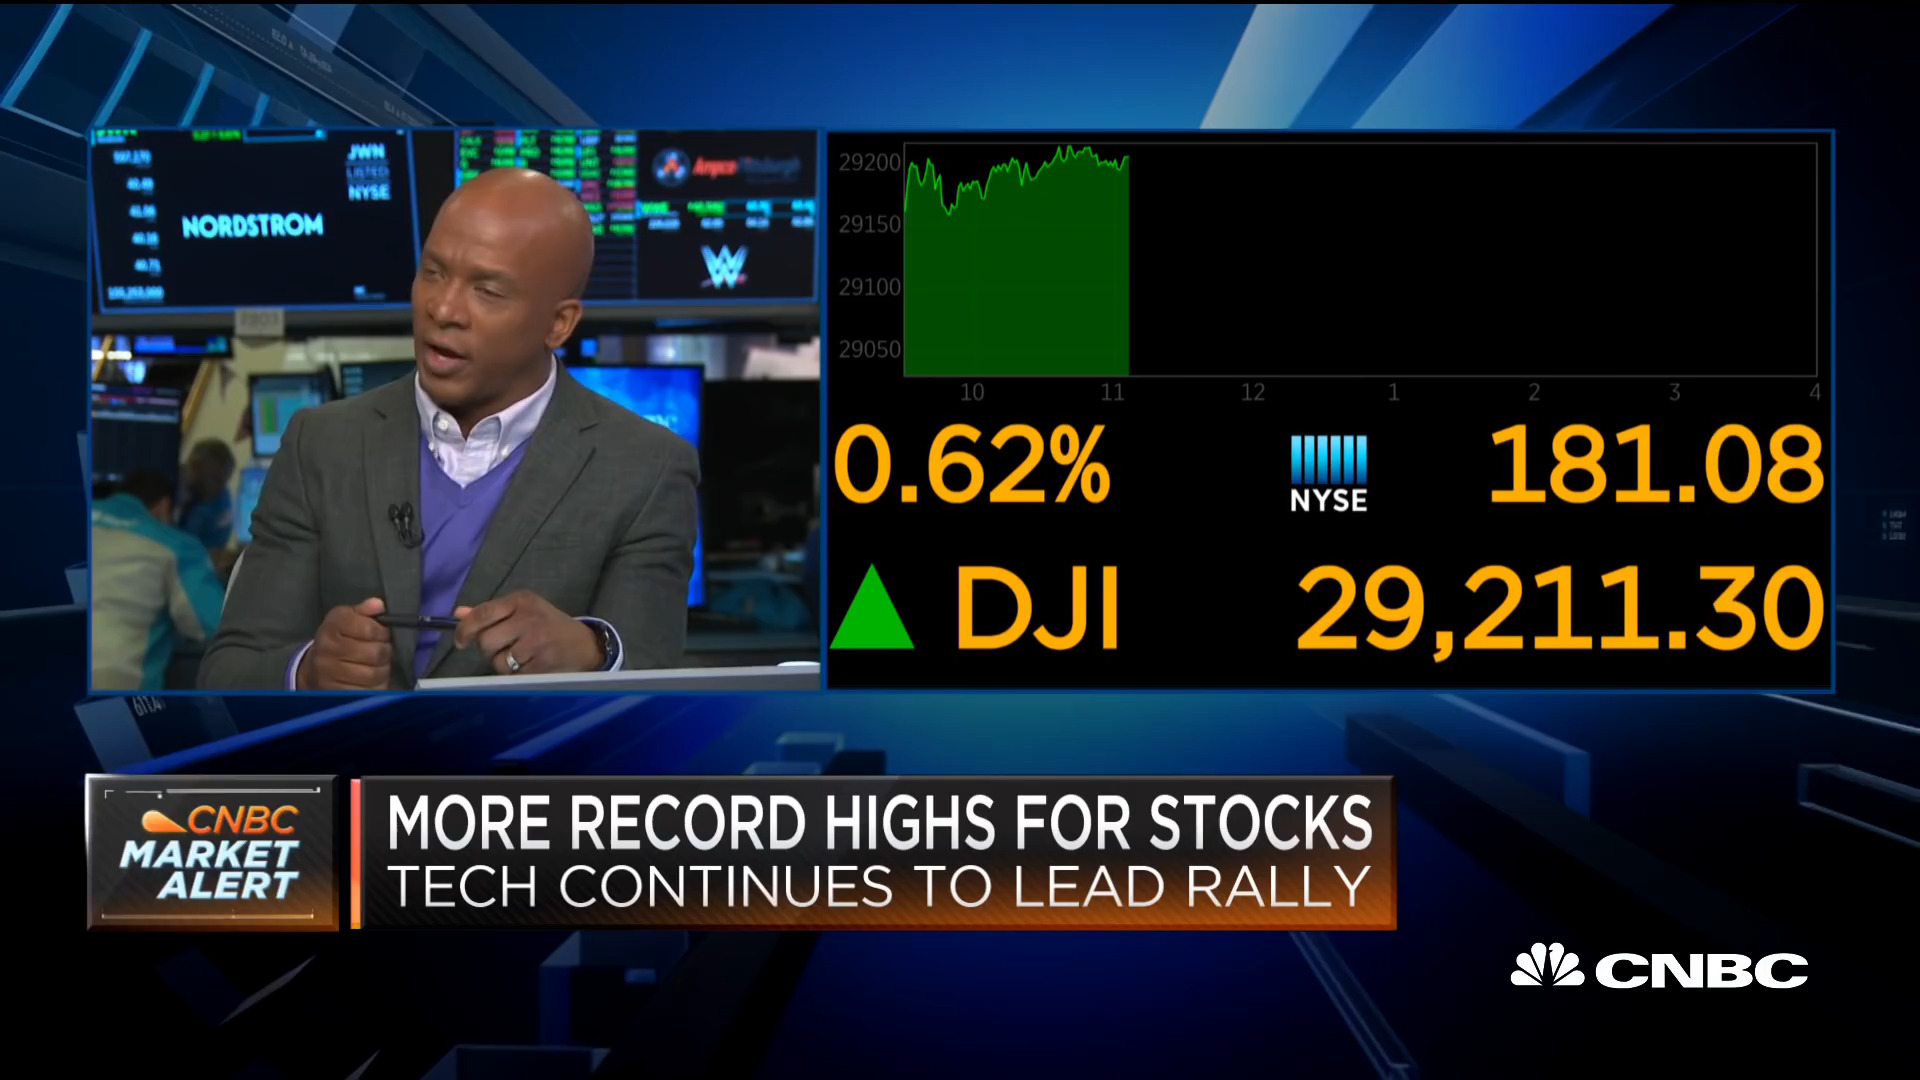 JWN
LISTED
NYSE
NORDSTROM
29200
29150
29100
29050
10 11 12 1 2 3 4
0.62% NYSE 181.08
DJI 29,211.30
CNBC
MARKET
ALERT
MORE RECORD HIGHS FOR STOCKS
TECH CONTINUES TO LEAD RALLY
CNBC